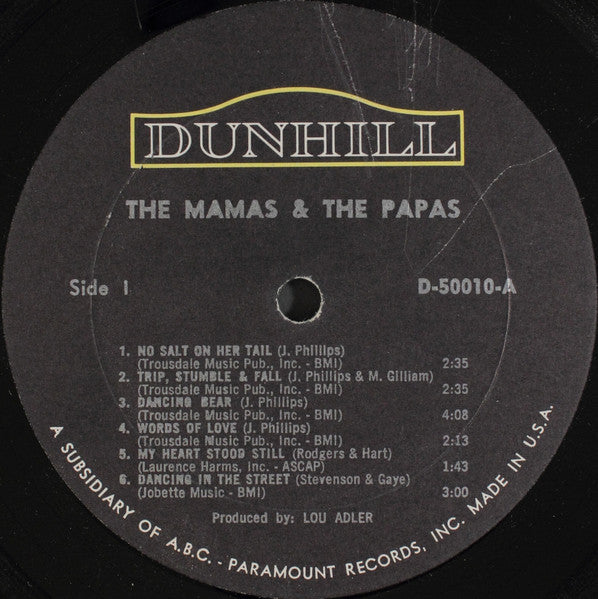 DUNHILL
THE MAMAS & THE PAPAS
Side 1
D-50010-A
1. NO SALT ON HER TAIL (J. Phillips)
(Trousdale Music Pub., Inc. - BMI) 2:35
2. TRIP, STUMBLE & FALL (J. Phillips & M. Gilliam)
(Trousdale Music Pub., Inc. - BMI) 2:35
3. DANCING BEAR (J. Phillips)
(Trousdale Music Pub., Inc. - BMI) 4:08
4. WORDS OF LOVE (J. Phillips)
(Trousdale Music Pub., Inc. - BMI) 2:13
5. MY HEART STOOD STILL (Rodgers & Hart)
(Laurence Harms, Inc. - ASCAP) 1:43
6. DANCING IN THE STREET (Stevenson & Gaye)
(Jobette Music - BMI) 3:00
Produced by: LOU ADLER
A SUBSIDIARY OF A.B.C. - PARAMOUNT RECORDS, INC. MADE IN U.S.A.